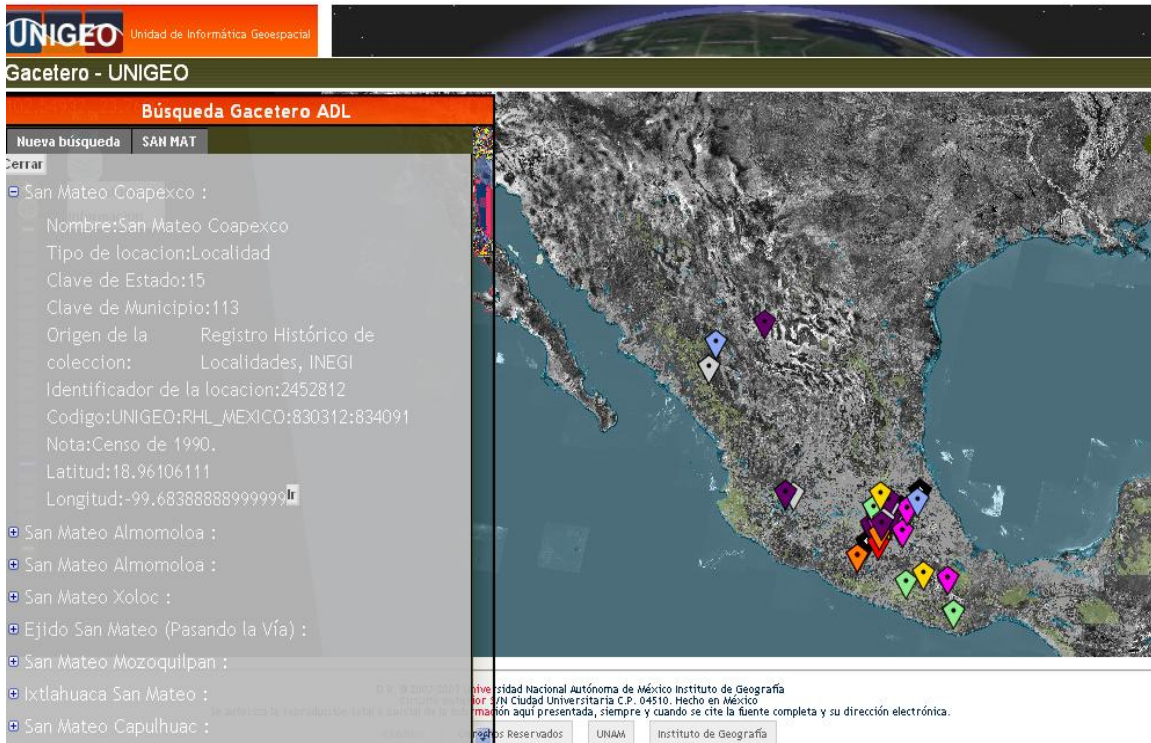 UNIGEO Unidad de Informática Geoespacial
Gacetero - UNIGEO
Búsqueda Gacetero ADL
Nueva búsqueda SAN MAT
Cerrar
San Mateo Coapexco :
Nombre:San Mateo Coapexco
Tipo de locacion:Localidad
Clave de Estado:15
Clave de Municipio:113
Origen de la Registro Histórico de
coleccion: Localidades, INEGI
Identificador de la locacion:2452812
Codigo:UNIGEO:RHL_MEXICO:830312:834091
Nota:Censo de 1990.
Latitud:18.96106111
Longitud:-99.68388888999999 Ir
San Mateo Almomoloa :
San Mateo Almomoloa :
San Mateo Xoloc :
Ejido San Mateo (Pasando la Vía) :
San Mateo Mozoquilpan :
Ixtlahuaca San Mateo :
San Mateo Capulhuac :
Universidad Nacional Autónoma de México Instituto de Geografía
S/N Ciudad Universitaria C.P. 04510. Hecho en México
información aquí presentada, siempre y cuando se cite la fuente completa y su dirección electrónica.
Derechos Reservados UNAM Instituto de Geografía